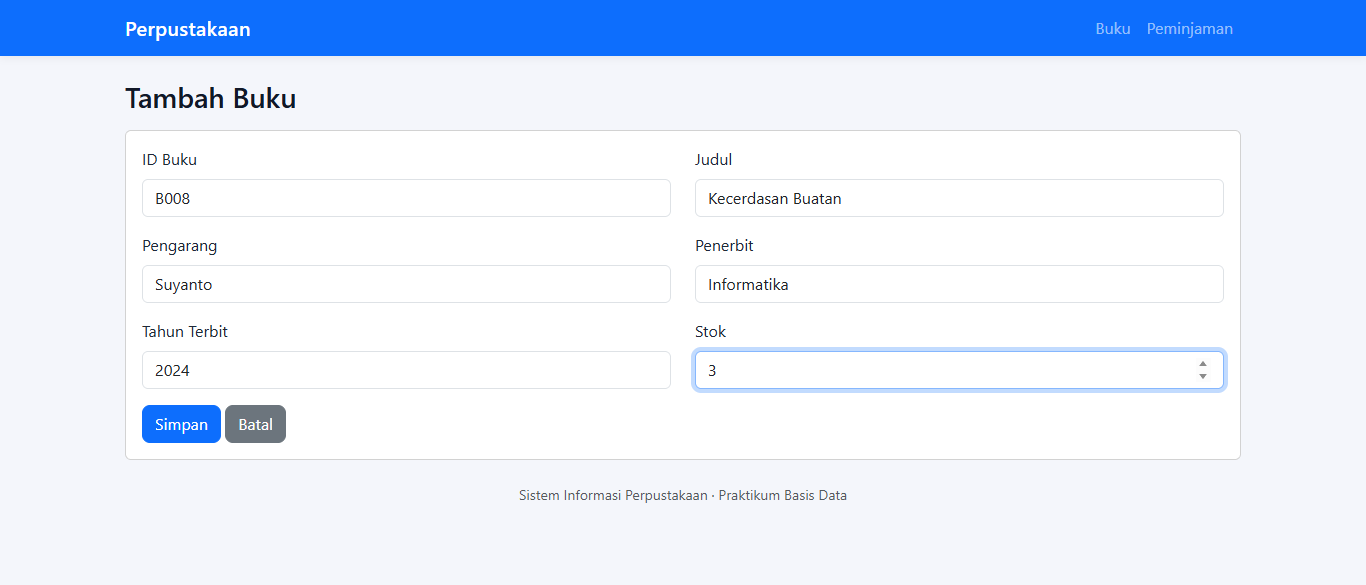 Perpustakaan
Buku Peminjaman
Tambah Buku
ID Buku
B008
Judul
Kecerdasan Buatan
Pengarang
Suyanto
Penerbit
Informatika
Tahun Terbit
2024
Stok
3
Simpan Batal
Sistem Informasi Perpustakaan · Praktikum Basis Data